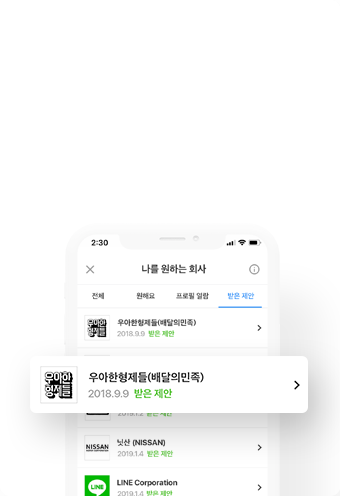 2:30
나를 원하는 회사
전체
원해요
프로필 열람
받은 제안
우아한형제들
우아한형제들(배달의민족)
2018.9.9 받은 제안
우아한형제들
우아한형제들(배달의민족)
2018.9.9 받은 제안
2019.1.2 받은 제안
NISSAN
닛산 (NISSAN)
2019.1.4 받은 제안
LINE
LINE Corporation
2019.1.4 받은 제안